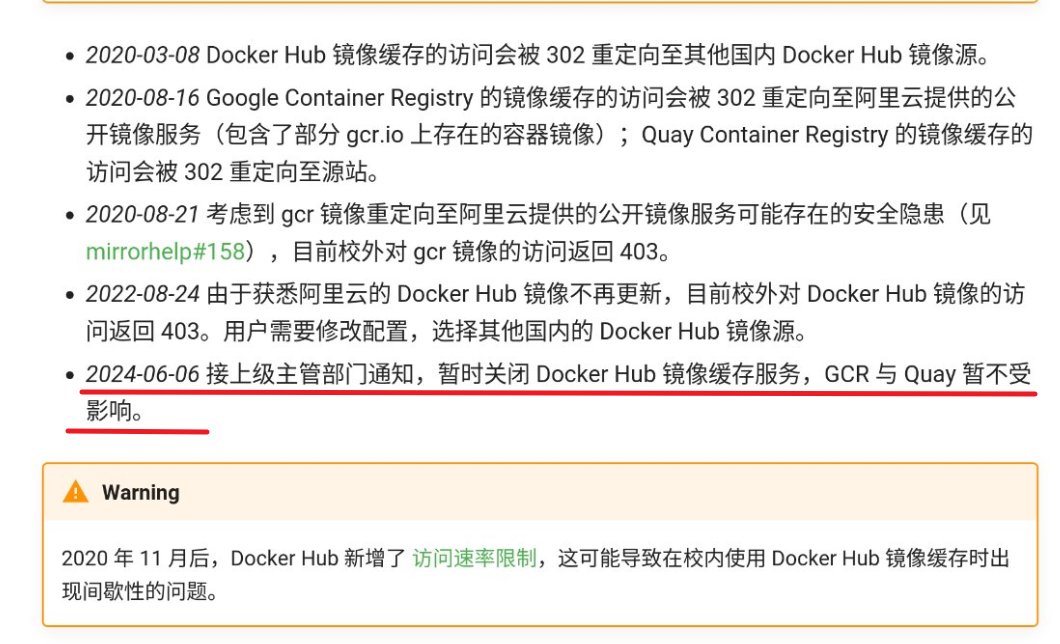 2020-03-08 Docker Hub 镜像缓存的访问会被 302 重定向至其他国内 Docker Hub 镜像源。
2020-08-16 Google Container Registry 的镜像缓存的访问会被 302 重定向至阿里云提供的公
开镜像服务（包含了部分 gcr.io 上存在的容器镜像）；Quay Container Registry 的镜像缓存的
访问会被 302 重定向至源站。
2020-08-21 考虑到 gcr 镜像重定向至阿里云提供的公开镜像服务可能存在的安全隐患（见
mirrorhelp#158），目前校外对 gcr 镜像的访问返回 403。
2022-08-24 由于获悉阿里云的 Docker Hub 镜像不再更新，目前校外对 Docker Hub 镜像的访
问返回 403。用户需要修改配置，选择其他国内的 Docker Hub 镜像源。
2024-06-06 接上级主管部门通知，暂时关闭 Docker Hub 镜像缓存服务，GCR 与 Quay 暂不受
影响。
Warning
2020 年 11 月后，Docker Hub 新增了 访问速率限制，这可能导致在校内使用 Docker Hub 镜像缓存时出
现间歇性的问题。